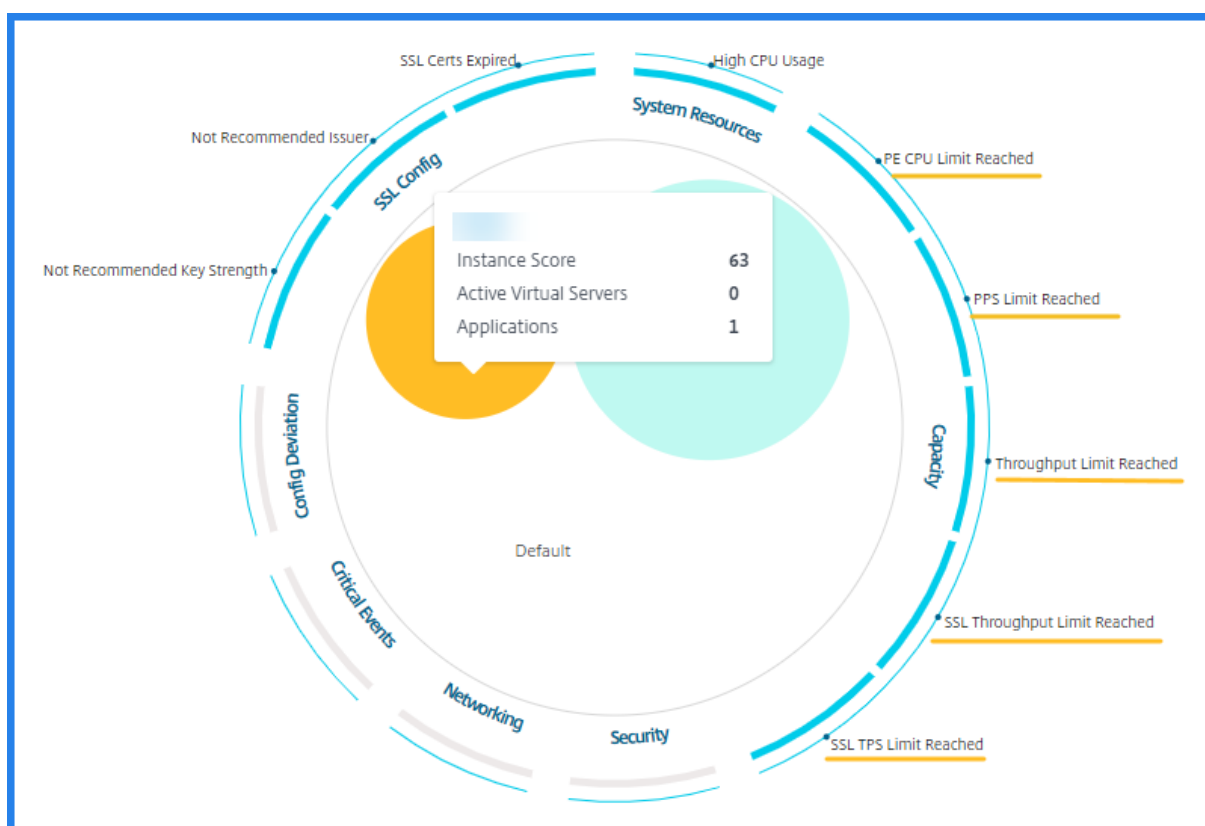 SSL Certs Expired
High CPU Usage
System Resources
Not Recommended Issuer
PE CPU Limit Reached
SSL Config
Instance Score 63
Not Recommended Key Strength
Active Virtual Servers 0
PPS Limit Reached
Applications 1
Config Deviation
Capacity
Throughput Limit Reached
Default
Critical Events
SSL Throughput Limit Reached
Networking
Security
SSL TPS Limit Reached